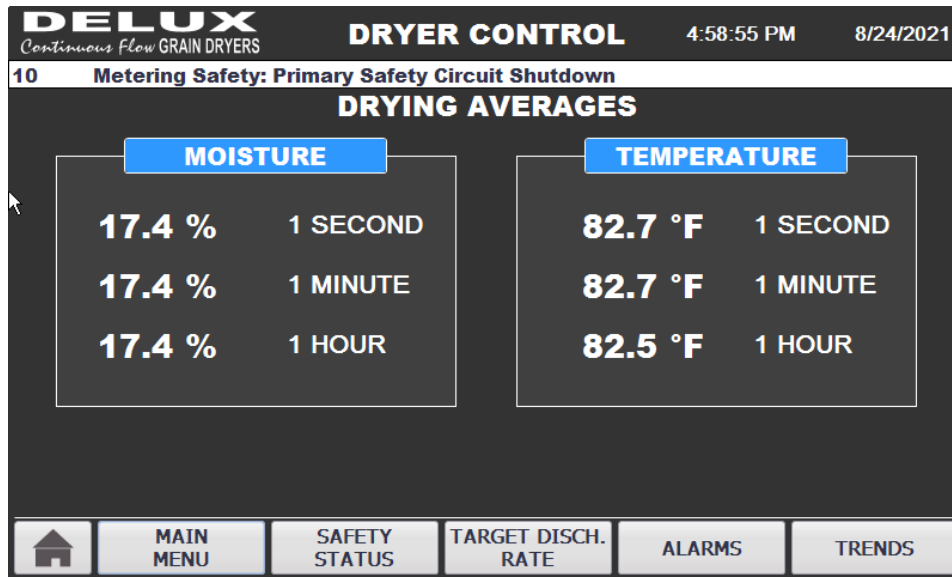 DELUX
Continuous Flow GRAIN DRYERS
DRYER CONTROL
4:58:55 PM
8/24/2021
10 Metering Safety: Primary Safety Circuit Shutdown
DRYING AVERAGES
MOISTURE
17.4 % 1 SECOND
17.4 % 1 MINUTE
17.4 % 1 HOUR
TEMPERATURE
82.7 °F 1 SECOND
82.7 °F 1 MINUTE
82.5 °F 1 HOUR
MAIN
MENU
SAFETY
STATUS
TARGET DISCH.
RATE
ALARMS
TRENDS